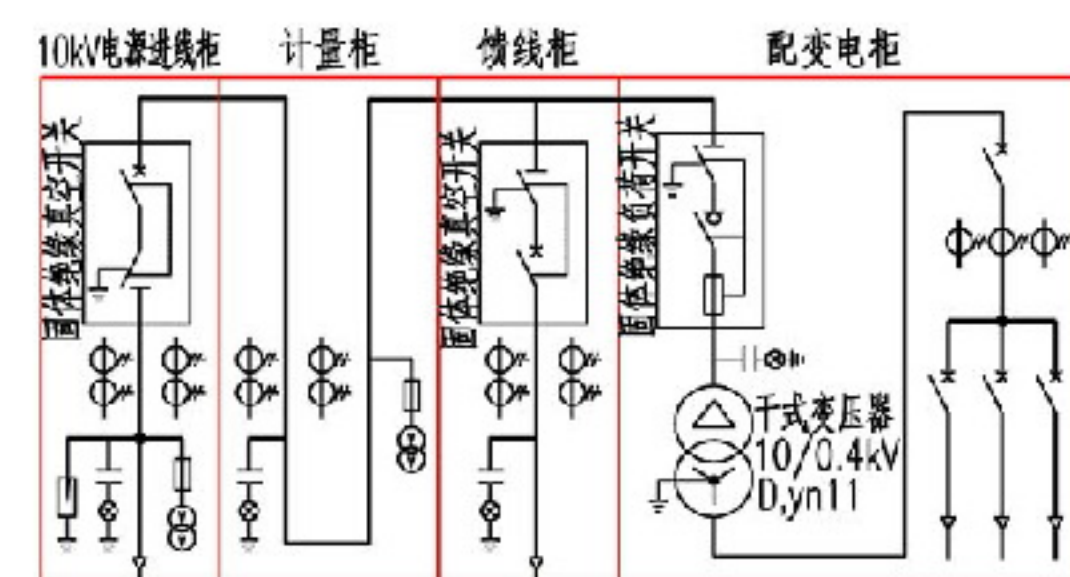 10kV电源进线柜
计量柜
馈线柜
配变电柜
固体绝缘真空开关
固体绝缘真空开关
固体绝缘负荷开关
干式变压器
10/0.4kV
D,yn11